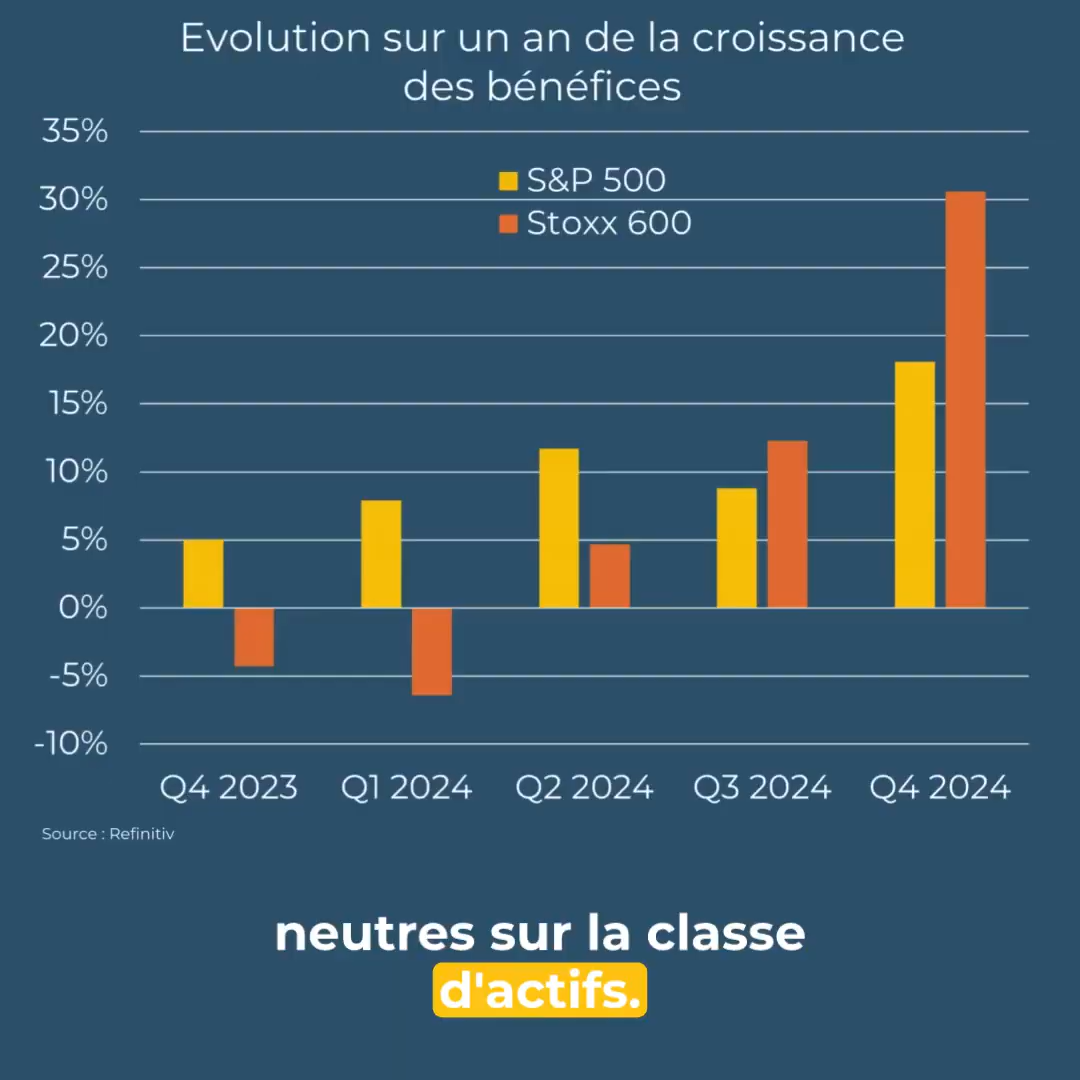 Evolution sur un an de la croissance
des bénéfices
35%
S&P 500
30%
Stoxx 600
25%
20%
15%
10%
5%
0%
-5%
-10%
Q4 2023 Q1 2024 Q2 2024 Q3 2024 Q4 2024
Source : Refinitiv
neutres sur la classe
d'actifs.